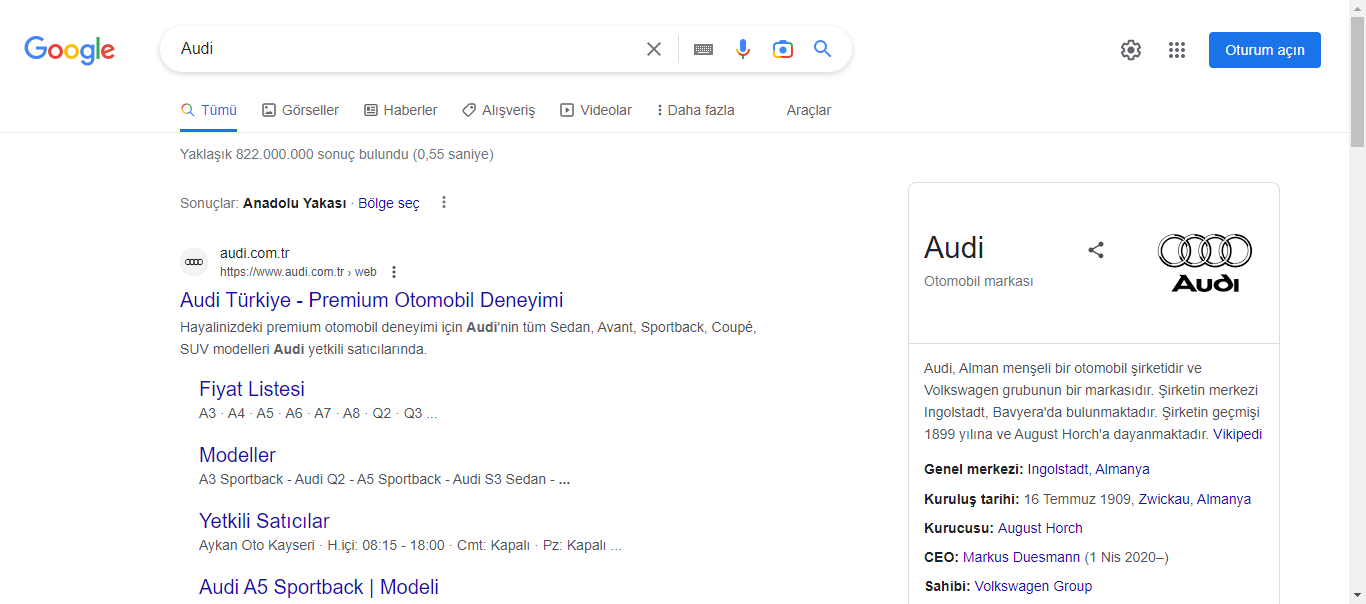 Google
Audi
Oturum açın
Tümü
Görseller
Haberler
Alışveriş
Videolar
Daha fazla
Araçlar
Yaklaşık 822.000.000 sonuç bulundu (0,55 saniye)
Sonuçlar: Anadolu Yakası · Bölge seç
audi.com.tr
https://www.audi.com.tr › web
Audi Türkiye - Premium Otomobil Deneyimi
Hayalinizdeki premium otomobil deneyimi için Audi'nin tüm Sedan, Avant, Sportback, Coupé,
SUV modelleri Audi yetkili satıcılarında.
Fiyat Listesi
A3 · A4 · A5 · A6 · A7 · A8 · Q2 · Q3 ...
Modeller
A3 Sportback - Audi Q2 - A5 Sportback - Audi S3 Sedan - ...
Yetkili Satıcılar
Aykan Oto Kayseri · H.içi: 08:15 - 18:00 · Cmt: Kapalı · Pz: Kapalı ...
Audi A5 Sportback | Modeli
Audi
Otomobil markası
Audi
Audi, Alman menşeli bir otomobil şirketidir ve
Volkswagen grubunun bir markasıdır. Şirketin merkezi
Ingolstadt, Bavyera'da bulunmaktadır. Şirketin geçmişi
1899 yılına ve August Horch'a dayanmaktadır. Vikipedi
Genel merkezi: Ingolstadt, Almanya
Kuruluş tarihi: 16 Temmuz 1909, Zwickau, Almanya
Kurucusu: August Horch
CEO: Markus Duesmann (1 Nis 2020–)
Sahibi: Volkswagen Group